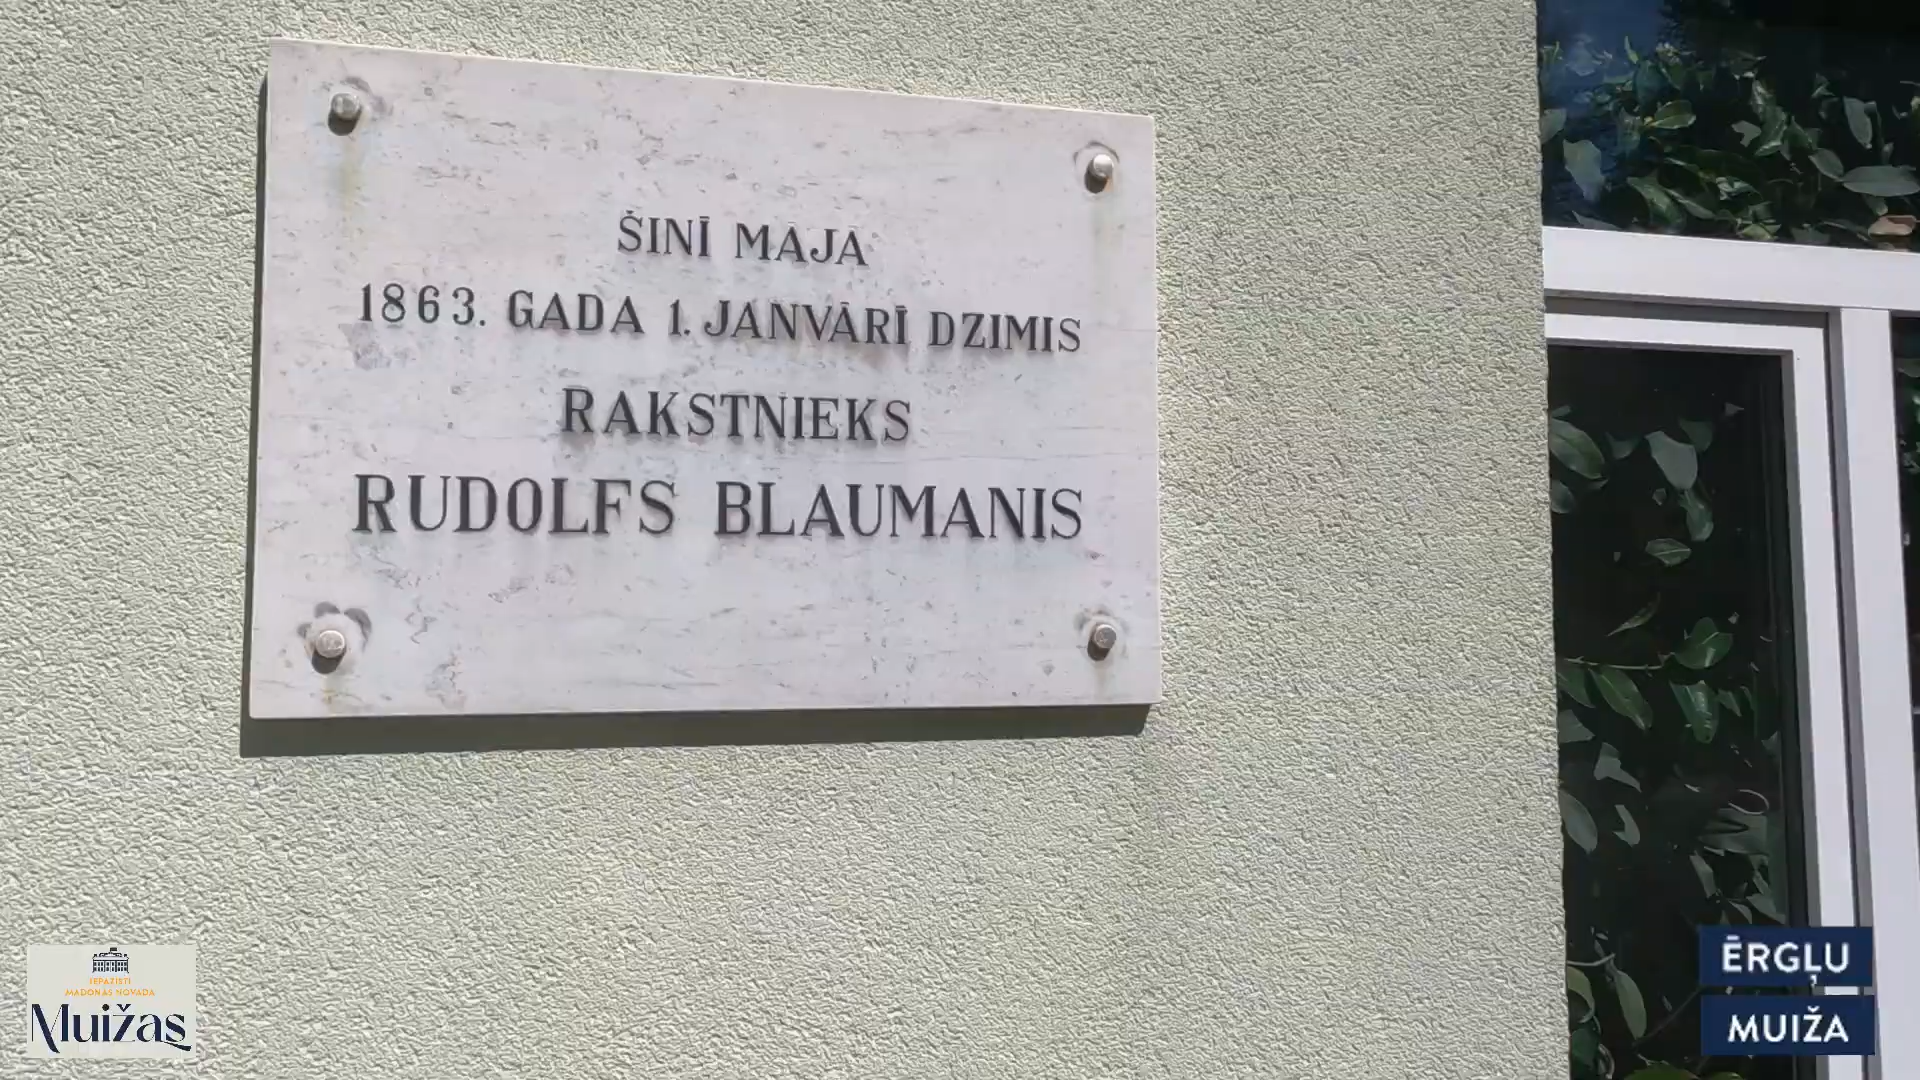 ŠINĪ MĀJĀ
1863. GADA 1. JANVĀRĪ DZIMIS
RAKSTNIEKS
RUDOLFS BLAUMANIS
IEPAZĪSTI
MADONAS NOVADA
Muižas
ĒRGĻU
MUIŽA